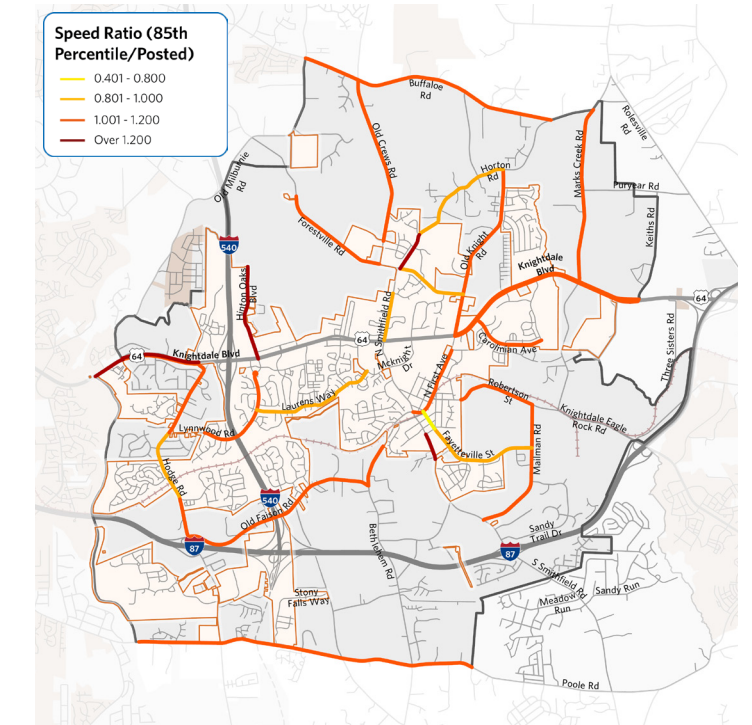 Speed Ratio (85th
Percentile/Posted)
0.401 - 0.800
0.801 - 1.000
1.001 - 1.200
Over 1.200
Buffaloe
Rd
Rolesville
Rd
Old Crews Rd
Marks Creek Rd
Old Milburnie
Rd
Horton
Rd
Puryear Rd
Keiths Rd
Forestville Rd
Old Knight
Rd
540
Knightdale
Blvd
Hinton Oaks
Blvd
N Smithfield Rd
64
64
Carolinian Ave
Three Sisters Rd
64
Knightdale Blvd
Mcknight
Dr
N First Ave
Laurens Way
Robertson
St
Knightdale Eagle
Rock Rd
Lynnwood Rd
Fayetteville St
Mailman Rd
Hodge Rd
540
Old Faison Rd
Bethlehem Rd
Sandy
Trail Dr
87
87
S Smithfield Rd
Stony
Falls Way
Meadow
Run
Sandy Run
Poole Rd